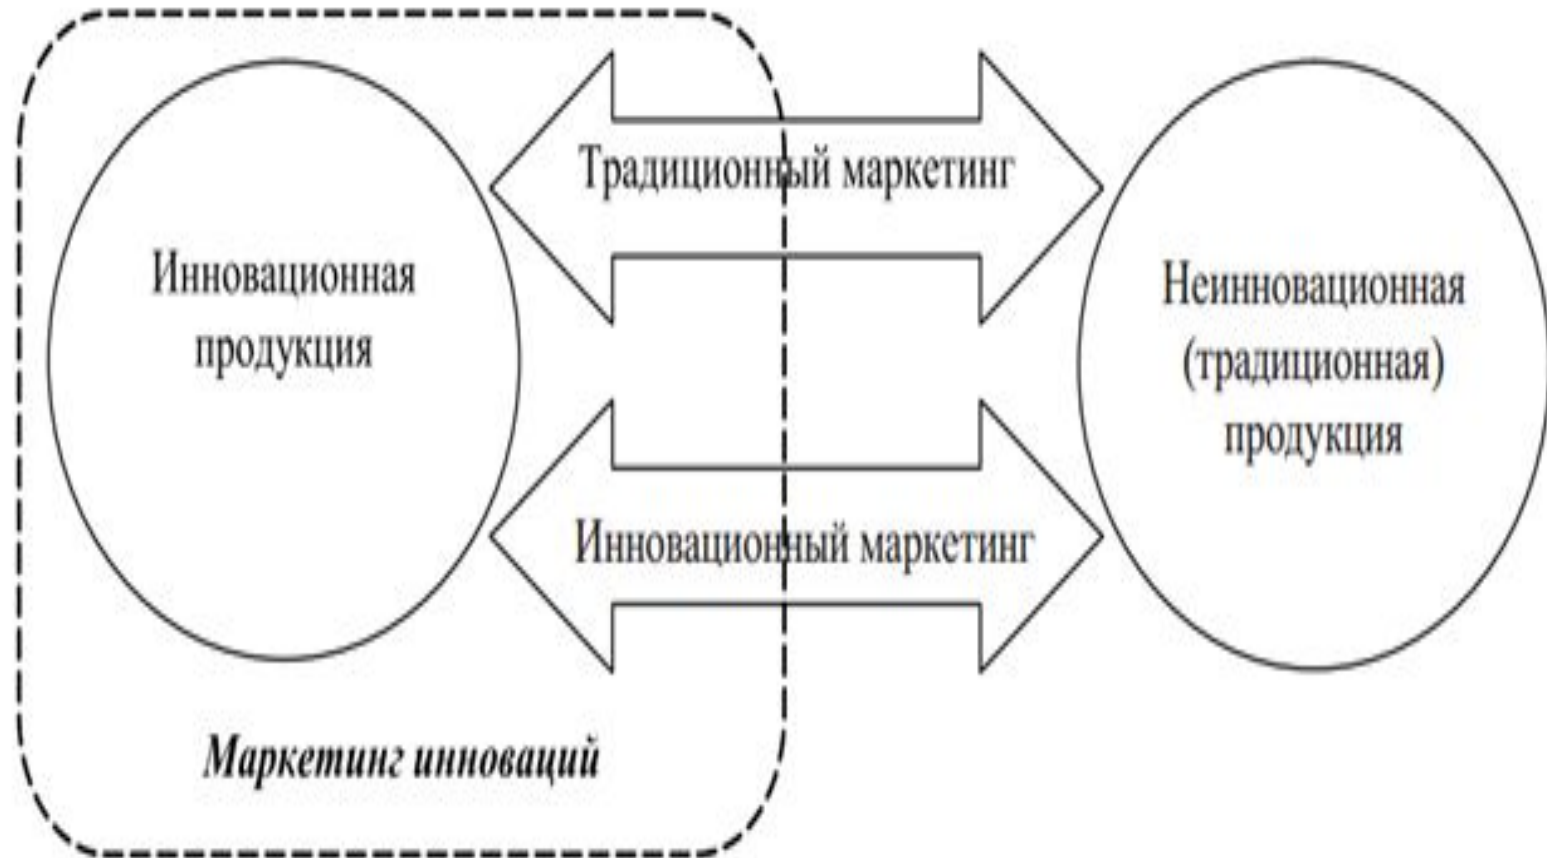 Традиционный маркетинг
Инновационная
продукция
Неинновационная
(традиционная)
продукция
Инновационный маркетинг
Маркетинг инноваций